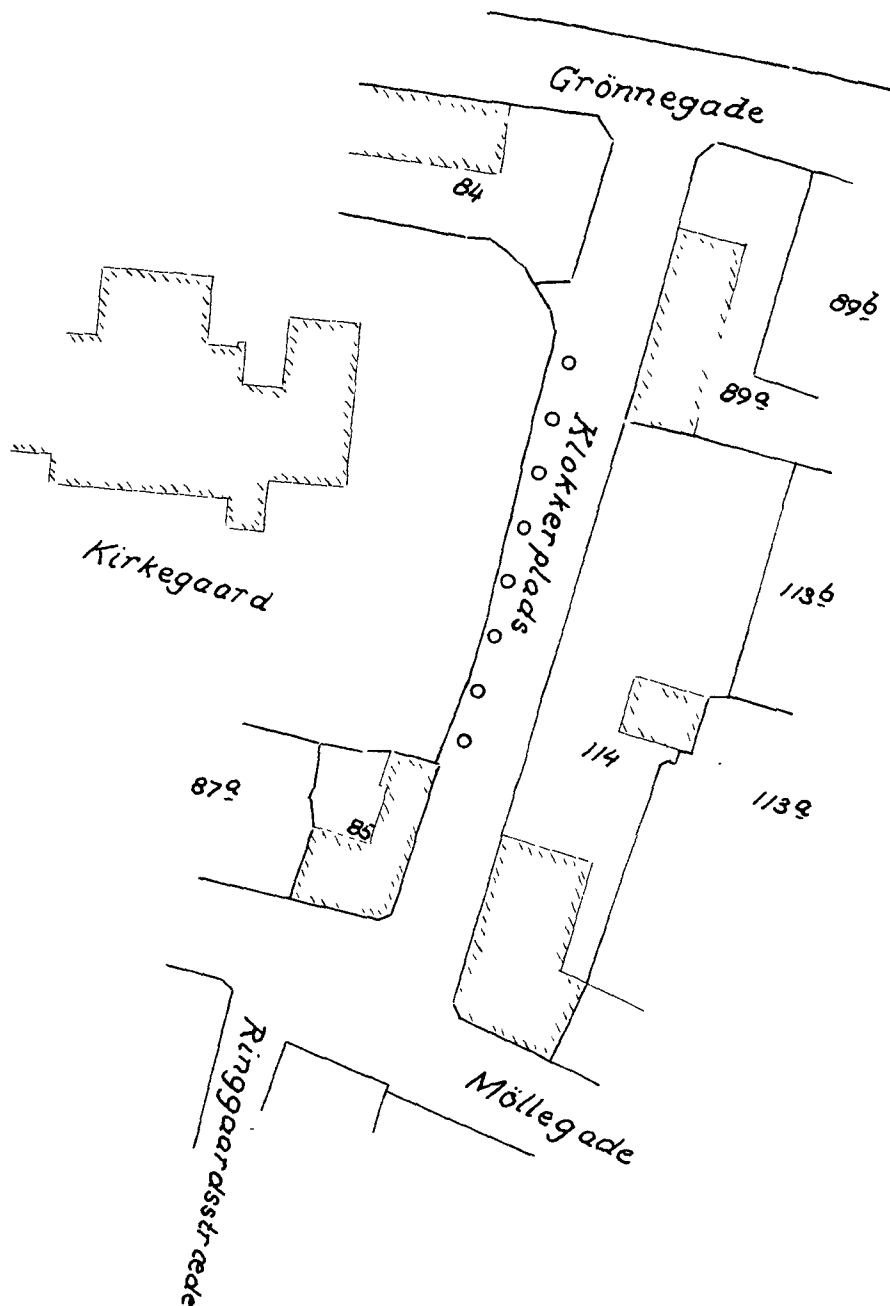 Grönnegade
84
89b
89a
Klokkerplads
Kirkegaard
113b
114
87a
113a
85
Möllegade
Ringgaardsstræde